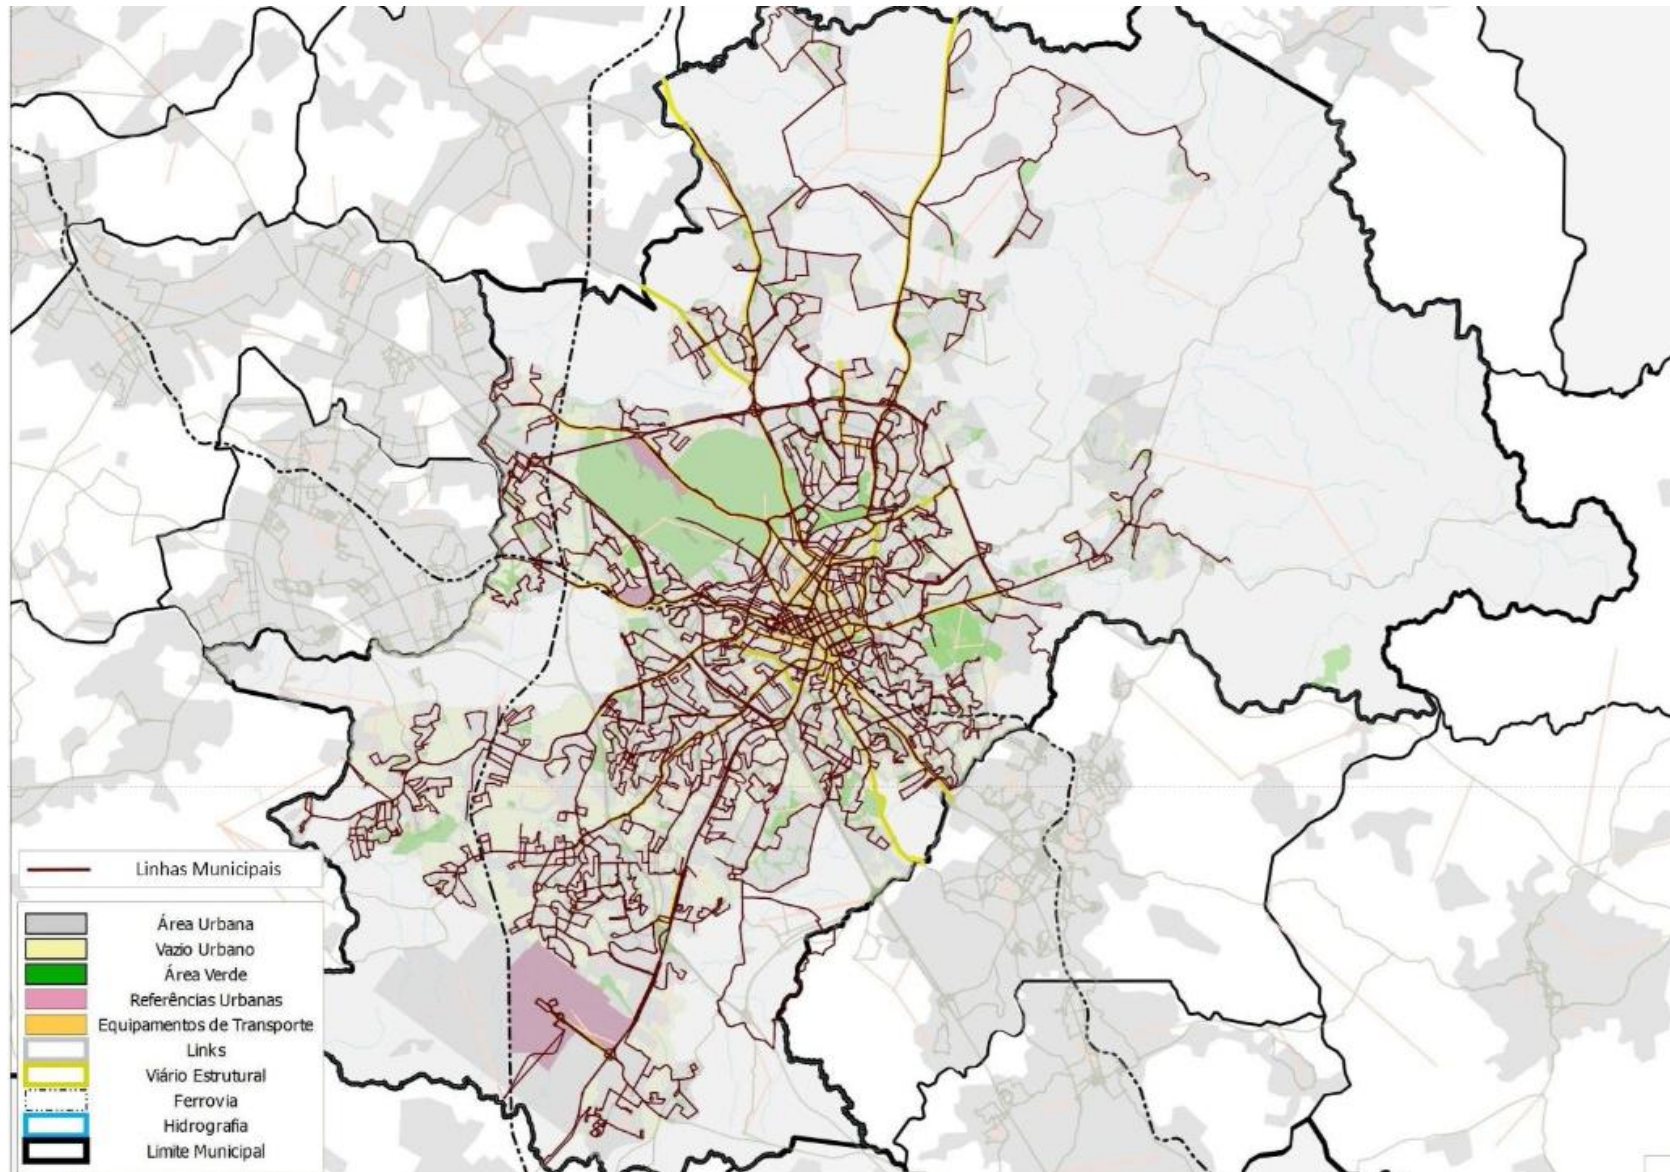 Linhas Municipais
Área Urbana
Vazio Urbano
Área Verde
Referências Urbanas
Equipamentos de Transporte
Links
Viário Estrutural
Ferrovia
Hidrografia
Limite Municipal